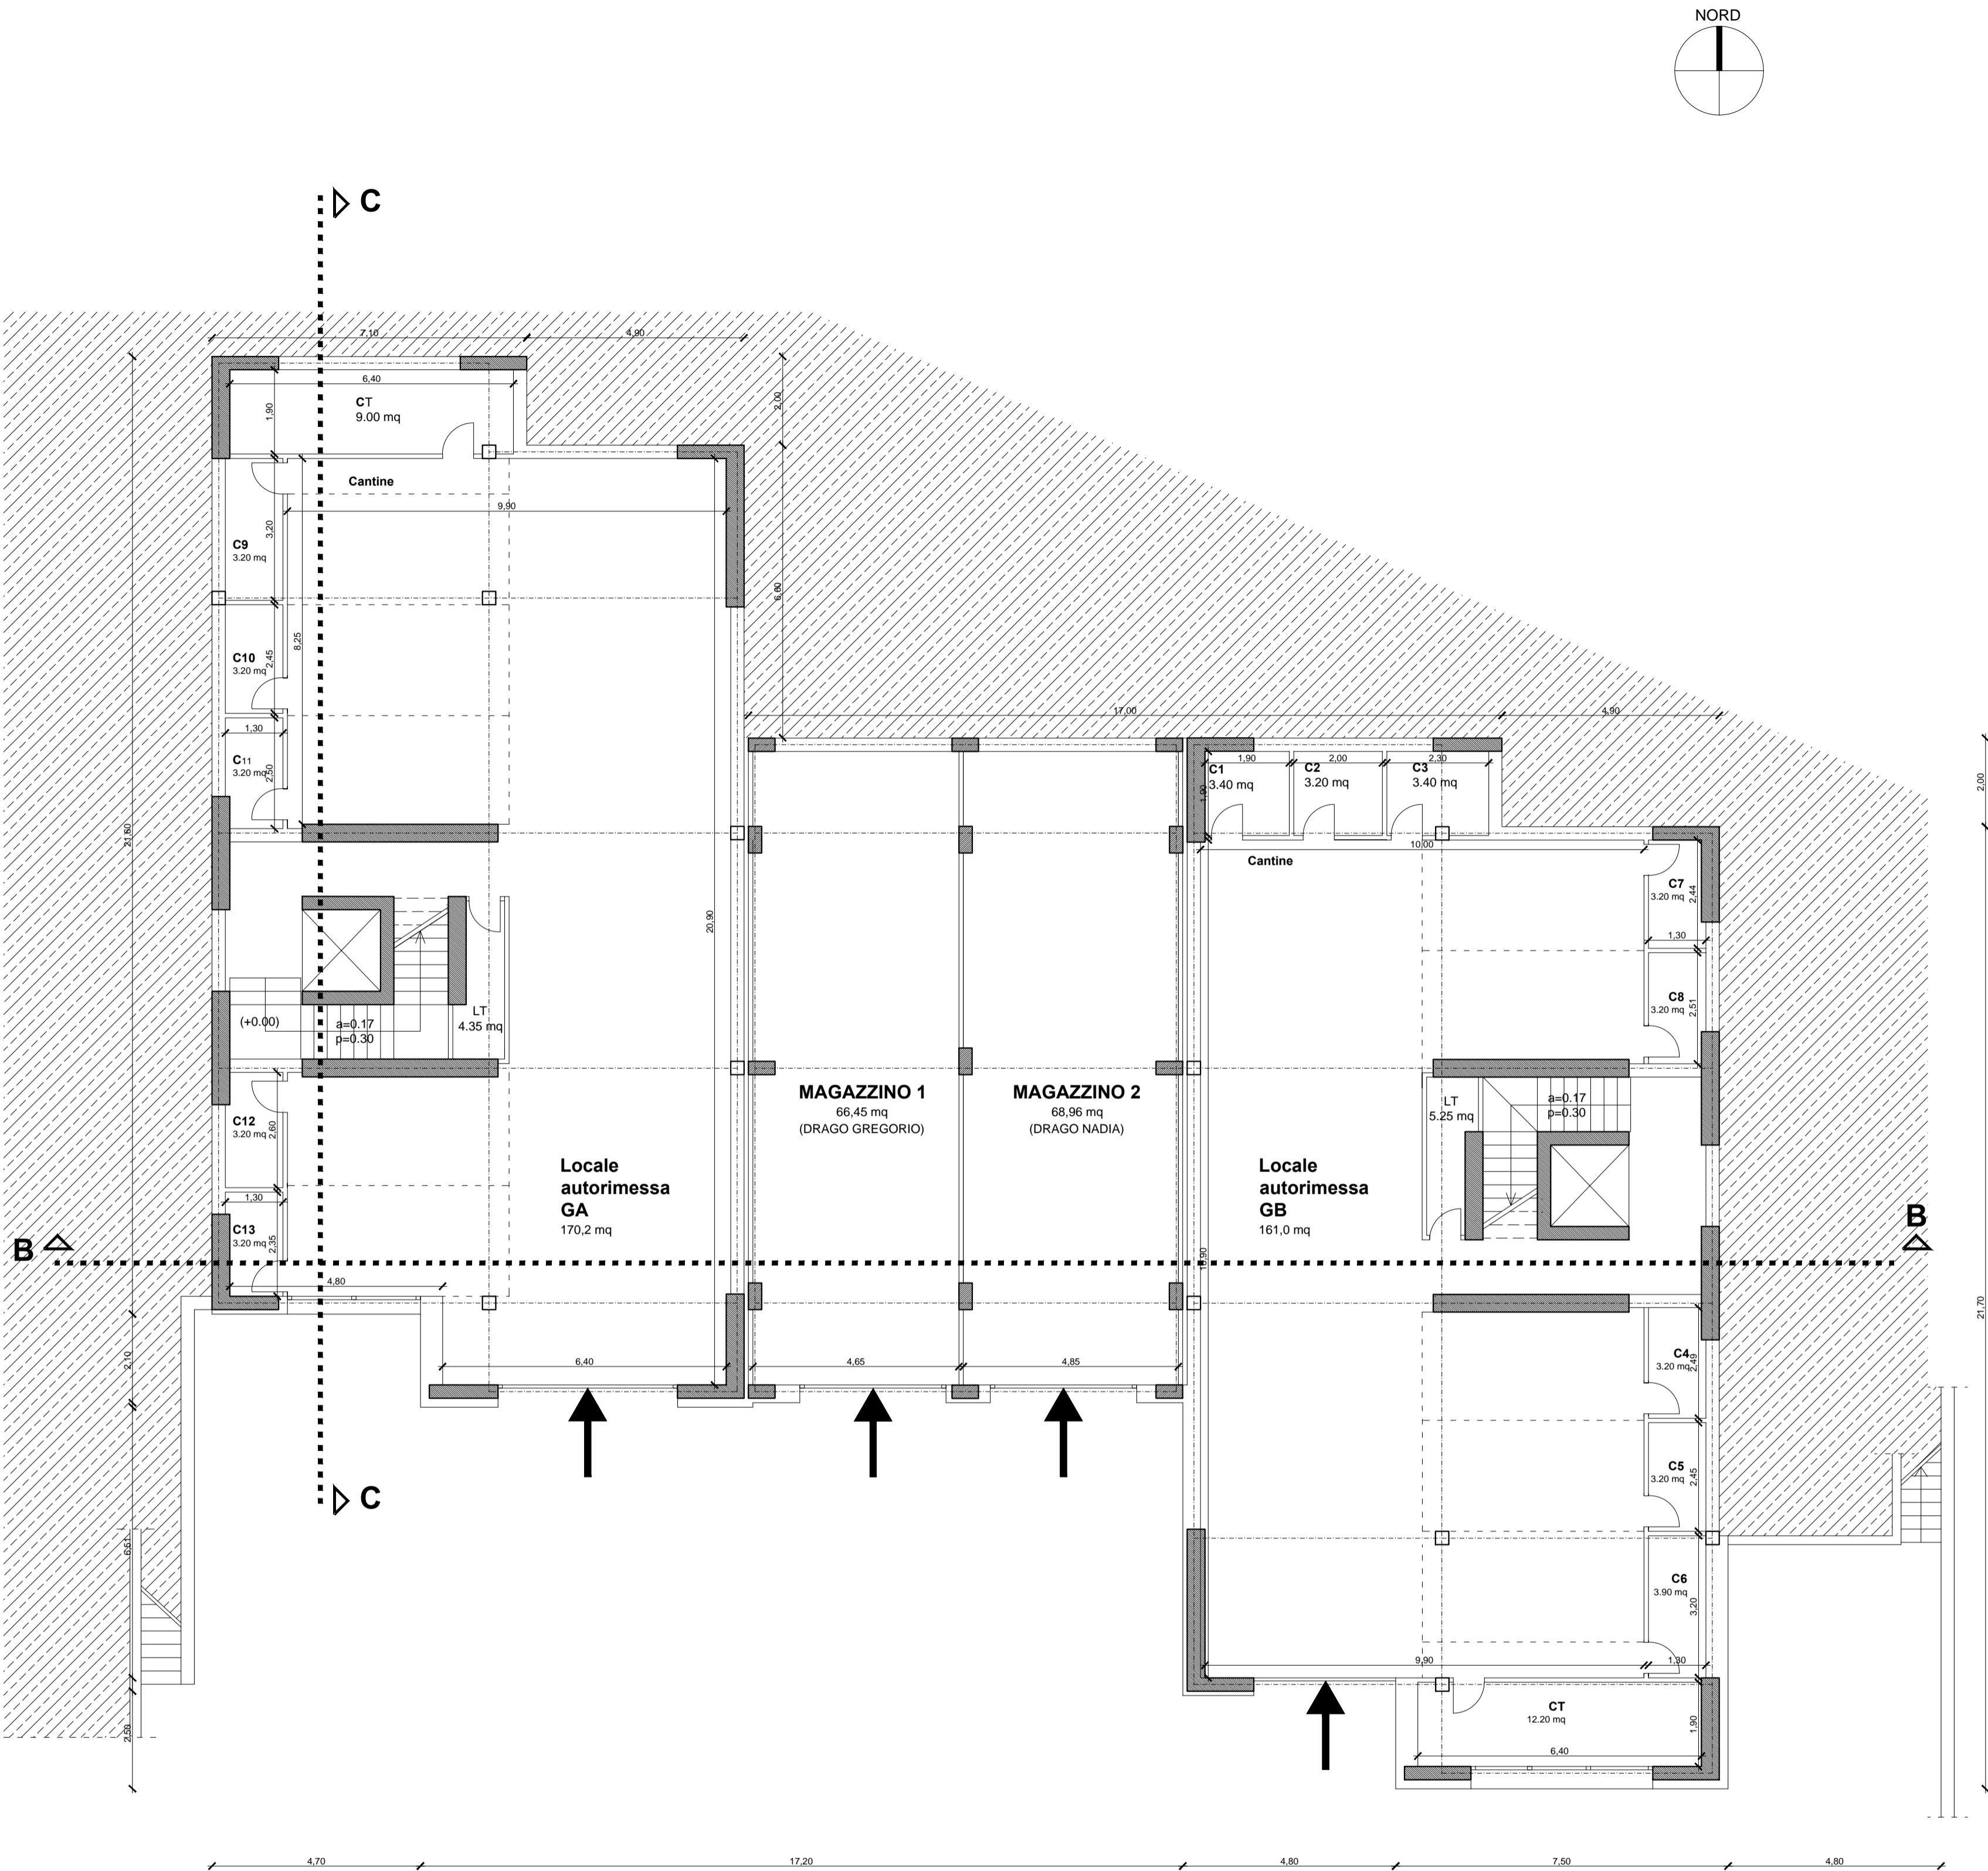 NORD
C
7,10
4,90
6,40
CT
9.00 mq
1,90
2,00
Cantine
9,90
3,20
C9
3.20 mq
6,60
8,25
C10
3.20 mq
2,45
17,00
4,90
1,30
C11
3.20 mq
2,50
1,90
2,00
2,30
C1
3.40 mq
C2
3.20 mq
C3
3.40 mq
1,90
2,00
21,60
10,00
Cantine
C7
3.20 mq
2,44
20,90
1,30
C8
3.20 mq
2,51
(+0.00)
a=0.17
p=0.30
LT
4.35 mq
MAGAZZINO 1
66,45 mq
(DRAGO GREGORIO)
MAGAZZINO 2
68,96 mq
(DRAGO NADIA)
LT
5.25 mq
a=0.17
p=0.30
C12
3.20 mq
2,60
Locale
autorimessa
GA
170,2 mq
Locale
autorimessa
GB
161,0 mq
1,30
C13
3.20 mq
2,35
B
B
4,80
21,70
2,10
6,40
4,65
4,85
C4
3.20 mq
2,49
C5
3.20 mq
2,45
C
6,51
C6
3.90 mq
3,20
9,90
1,30
2,50
CT
12.20 mq
1,90
6,40
4,70
17,20
4,80
7,50
4,80